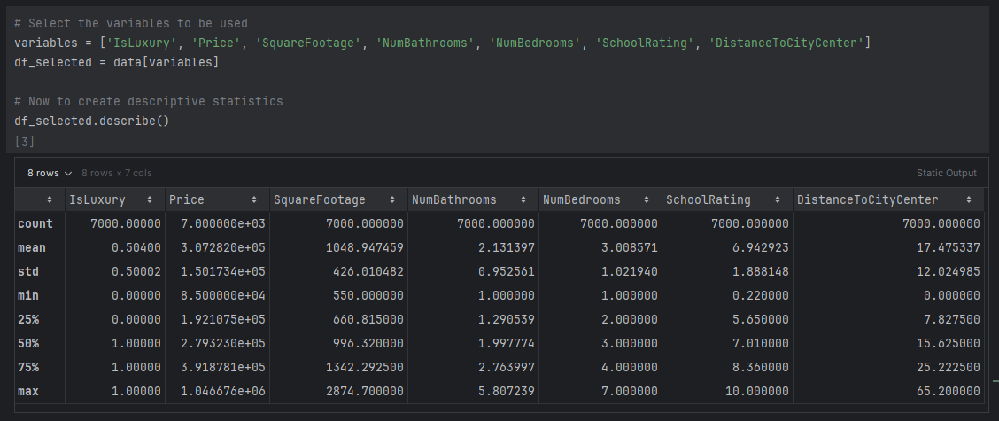 # Select the variables to be used
variables = ['IsLuxury', 'Price', 'SquareFootage', 'NumBathrooms', 'NumBedrooms', 'SchoolRating', 'DistanceToCityCenter']
df_selected = data[variables]
# Now to create descriptive statistics
df_selected.describe()
[3]
8 rows 8 rows × 7 cols Static Output
IsLuxury Price SquareFootage NumBathrooms NumBedrooms SchoolRating DistanceToCityCenter
count 7000.00000 7.000000e+03 7000.000000 7000.000000 7000.000000 7000.000000 7000.000000
mean 0.50400 3.072820e+05 1048.947459 2.131397 3.008571 6.942923 17.475337
std 0.50002 1.501734e+05 426.010482 0.952561 1.021940 1.888148 12.024985
min 0.00000 8.500000e+04 550.000000 1.000000 1.000000 0.220000 0.000000
25% 0.00000 1.921075e+05 660.815000 1.290539 2.000000 5.650000 7.827500
50% 1.00000 2.793230e+05 996.320000 1.997774 3.000000 7.010000 15.625000
75% 1.00000 3.918781e+05 1342.292500 2.763997 4.000000 8.360000 25.222500
max 1.00000 1.046676e+06 2874.700000 5.807239 7.000000 10.000000 65.200000